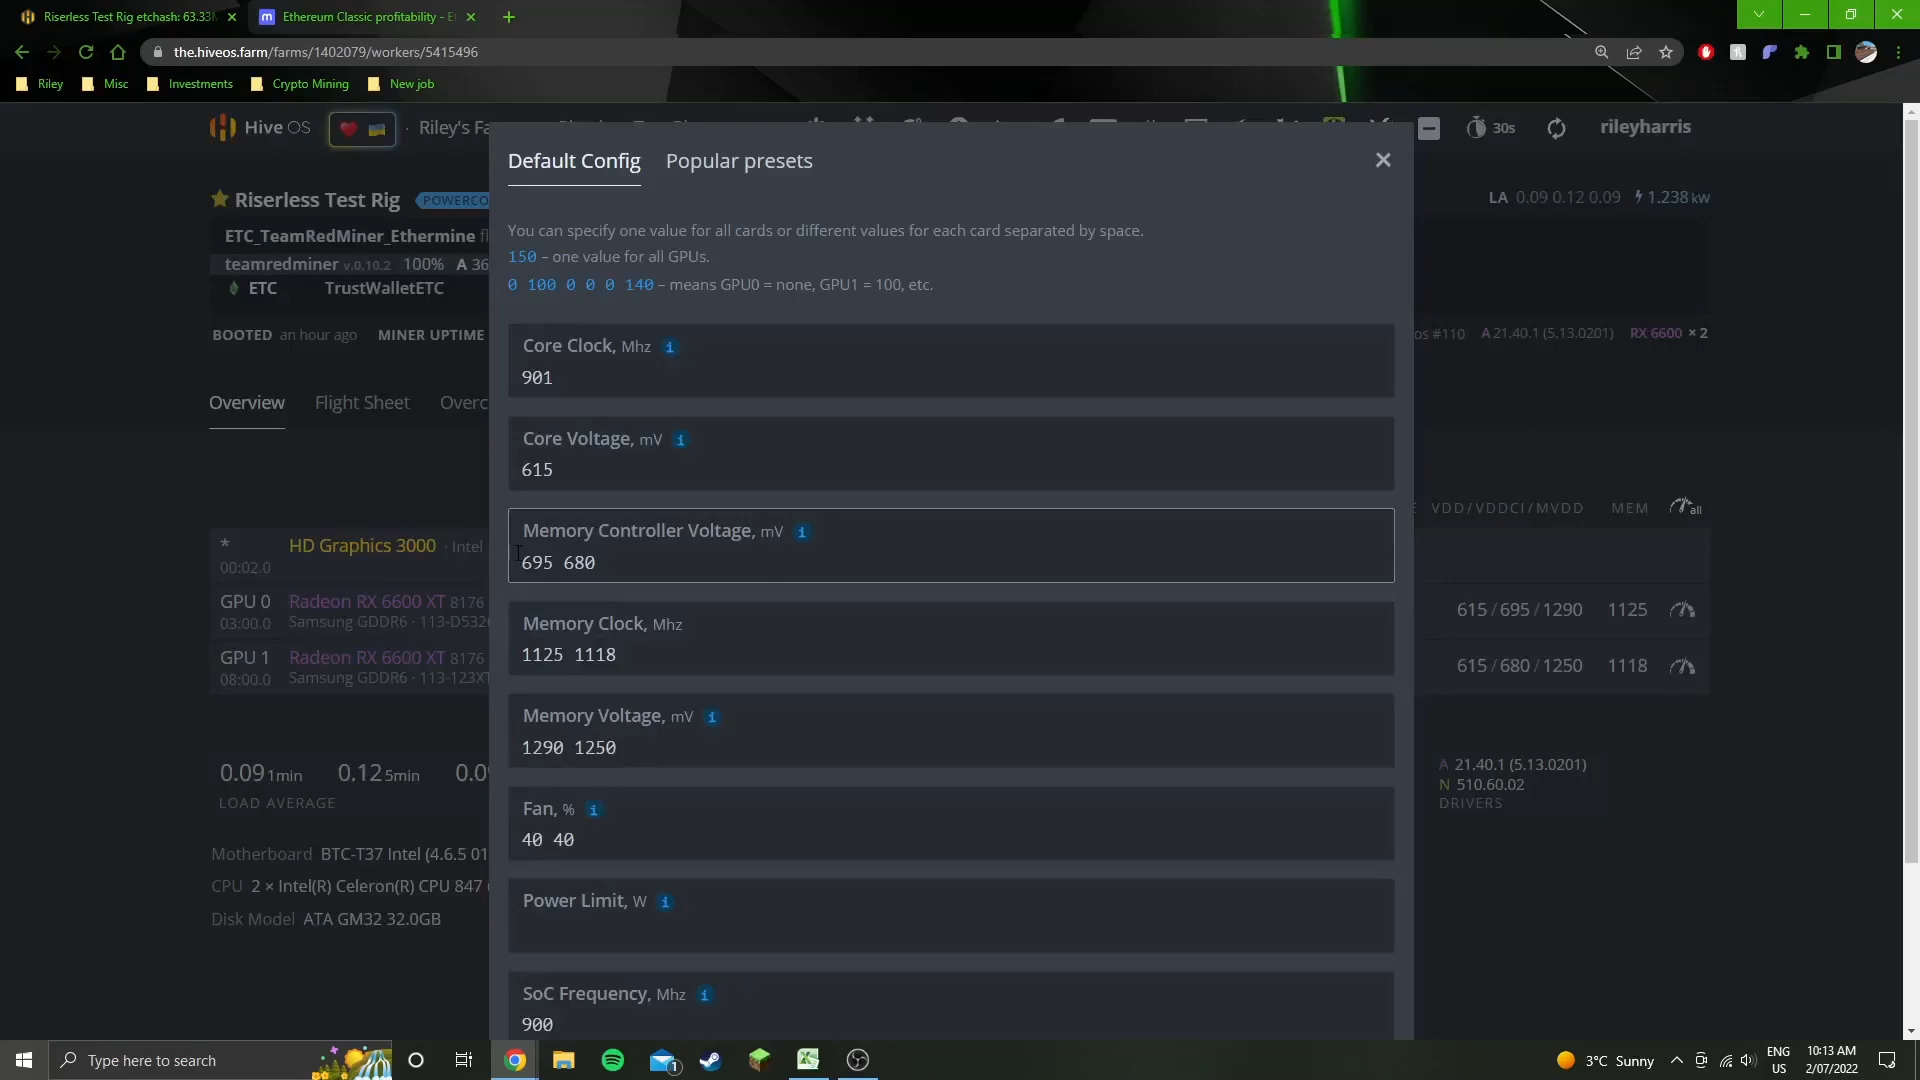 Riserless Test Rig etchash: 63.33M
Ethereum Classic profitability - Et
the.hiveos.farm/farms/1402079/workers/5415496
Riley
Misc
Investments
Crypto Mining
New job
Hive OS
Riley's Fa
30s
rileyharris
Default Config
Popular presets
Riserless Test Rig
POWERCO
LA 0.09 0.12 0.09
1.238 kw
ETC_TeamRedMiner_Ethermine fl
You can specify one value for all cards or different values for each card separated by space.
150 – one value for all GPUs.
0 100 0 0 0 140 – means GPU0 = none, GPU1 = 100, etc.
teamredminer v.0.10.2 100% A 36
ETC TrustWalletETC
BOOTED an hour ago MINER UPTIME
os #110 A 21.40.1 (5.13.0201) RX 6600 × 2
Core Clock, Mhz
901
Overview
Flight Sheet
Overc
Core Voltage, mV
615
VDD/VDDCI/MVDD MEM
all
Memory Controller Voltage, mV
695 680
* HD Graphics 3000 · Intel
00:02.0
GPU 0 Radeon RX 6600 XT 8176
03:00.0 Samsung GDDR6 · 113-D532
615/695/1290 1125
Memory Clock, Mhz
1125 1118
GPU 1 Radeon RX 6600 XT 8176
08:00.0 Samsung GDDR6 · 113-123XT
615/680/1250 1118
Memory Voltage, mV
1290 1250
0.09 1min 0.12 5min 0.09
LOAD AVERAGE
A 21.40.1 (5.13.0201)
N 510.60.02
DRIVERS
Fan, %
40 40
Motherboard BTC-T37 Intel (4.6.5 01
CPU 2 × Intel(R) Celeron(R) CPU 847
Disk Model ATA GM32 32.0GB
Power Limit, W
SoC Frequency, Mhz
900
Type here to search
1
3°C Sunny
ENG
US
10:13 AM
2/07/2022